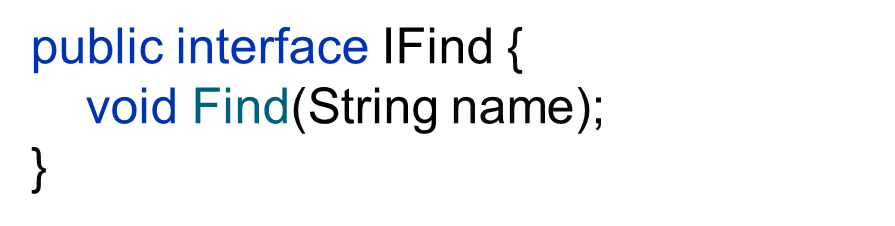 public interface IFind {
    void Find(String name);
}